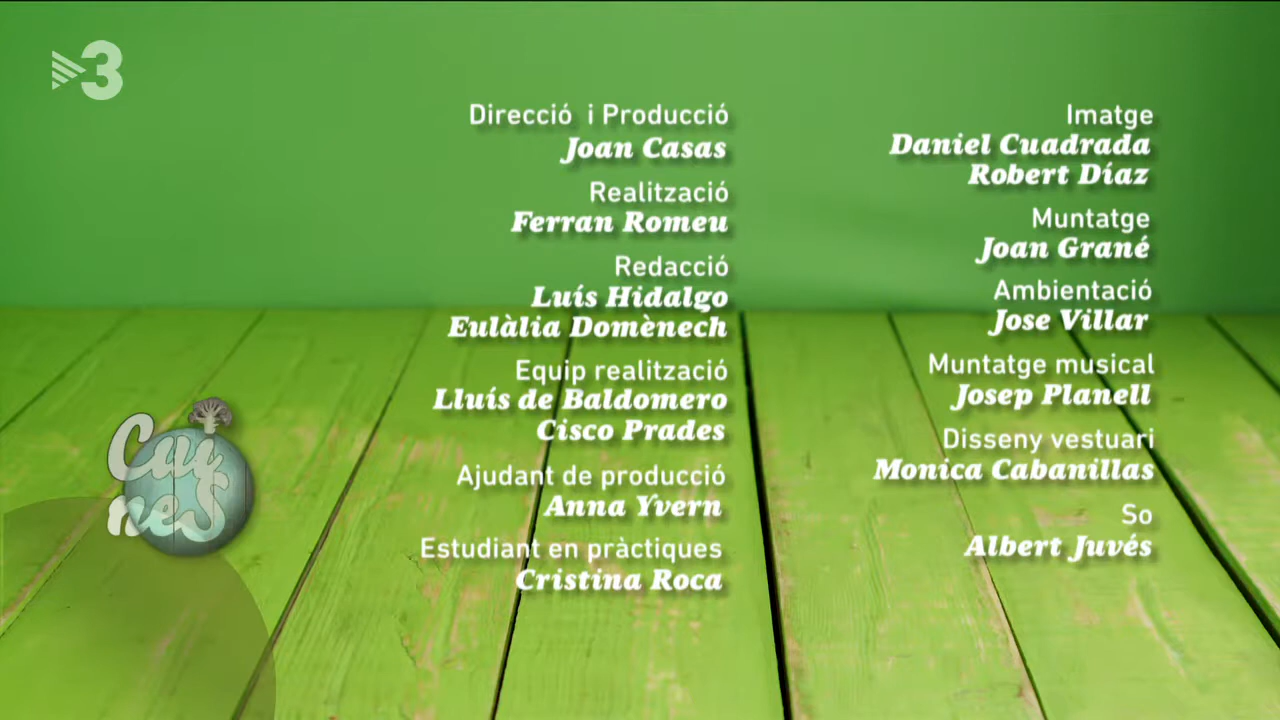 3
Direcció i Producció
Joan Casas
Realització
Ferran Romeu
Redacció
Luís Hidalgo
Eulàlia Domènech
Equip realització
Lluís de Baldomero
Cisco Prades
Ajudant de producció
Anna Yvern
Estudiant en pràctiques
Cristina Roca
Imatge
Daniel Cuadrada
Robert Díaz
Muntatge
Joan Grané
Ambientació
Jose Villar
Muntatge musical
Josep Planell
Disseny vestuari
Monica Cabanillas
So
Albert Juvés
Cui
nes